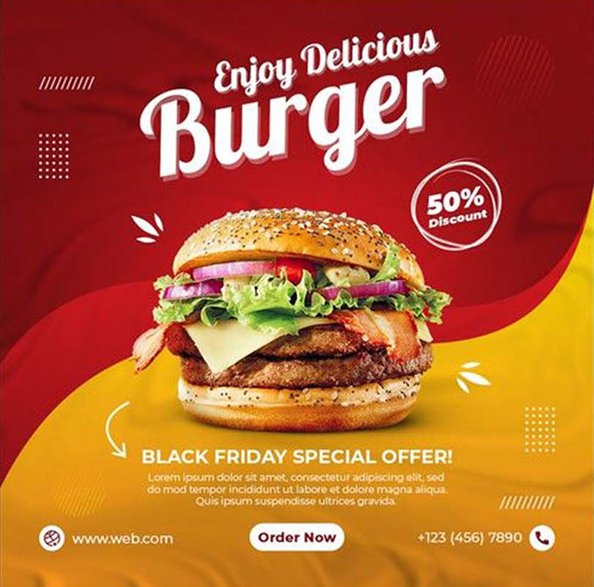 Enjoy Delicious
Burger
50%
Discount
BLACK FRIDAY SPECIAL OFFER!
Lorem ipsum dolor sit amet, consectetur adipiscing elit, sed
do mod tempor incididunt ut labore et dolore magna aliqua.
Quis ipsum suspendisse ultrices gravida.
www.web.com
Order Now
+123 (456) 7890